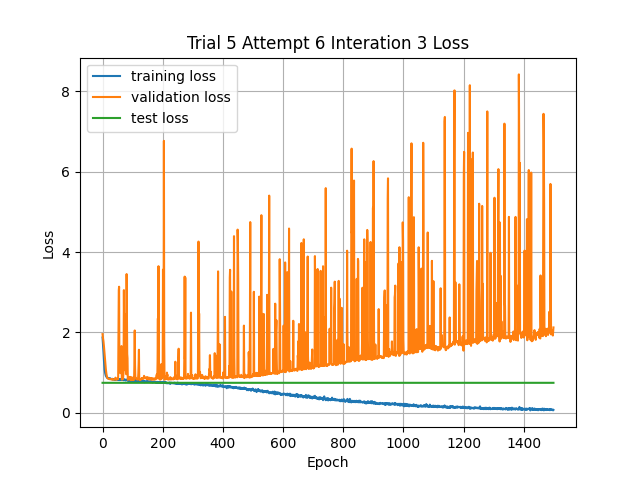 Trial 5 Attempt 6 Interation 3 Loss
training loss
validation loss
test loss
Loss
8
6
4
2
0
0 200 400 600 800 1000 1200 1400
Epoch